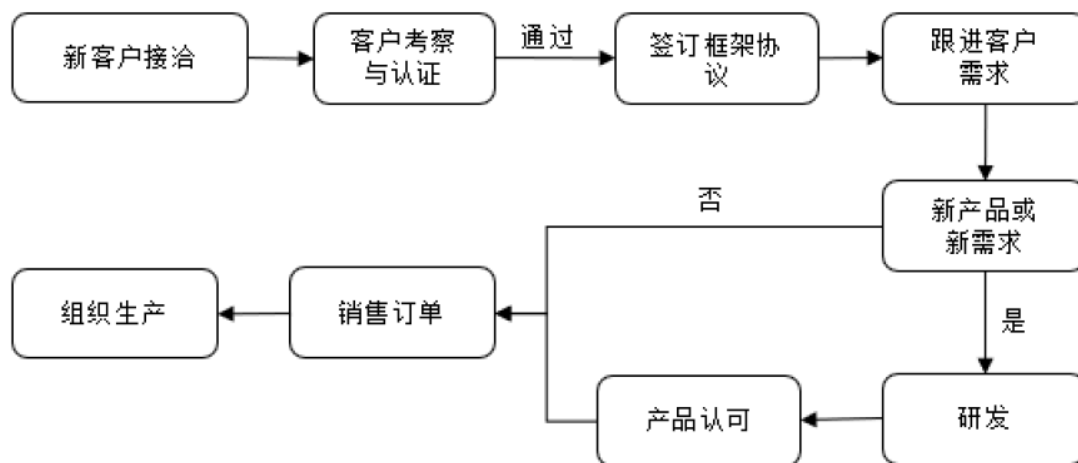 新客户接洽
客户考察
与认证
通过
签订框架协
议
跟进客户
需求
否
新产品或
新需求
组织生产
销售订单
是
产品认可
研发